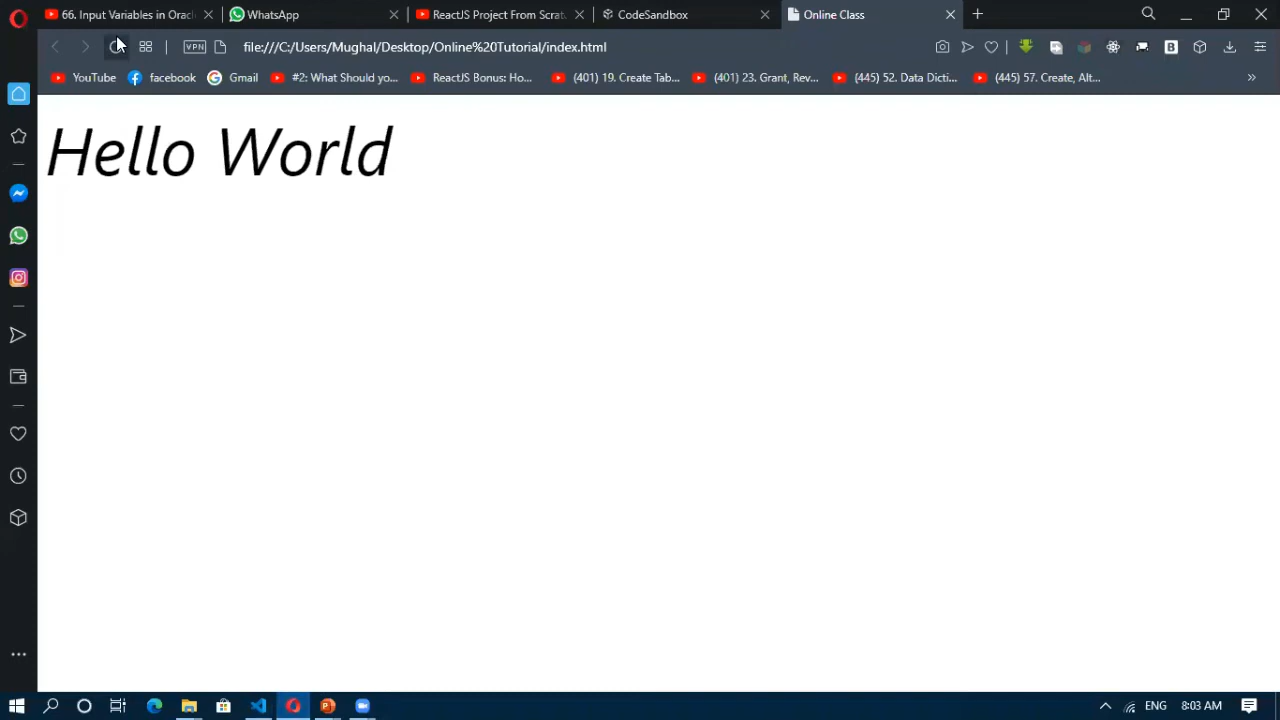 66. Input Variables in Oracl
WhatsApp
ReactJS Project From Scrat
CodeSandbox
Online Class
VPN
file:///C:/Users/Mughal/Desktop/Online%20Tutorial/index.html
YouTube
facebook
Gmail
#2: What Should yo...
ReactJS Bonus: Ho...
(401) 19. Create Tab...
(401) 23. Grant, Rev...
(445) 52. Data Dicti...
(445) 57. Create, Alt...
Hello World
ENG
8:03 AM